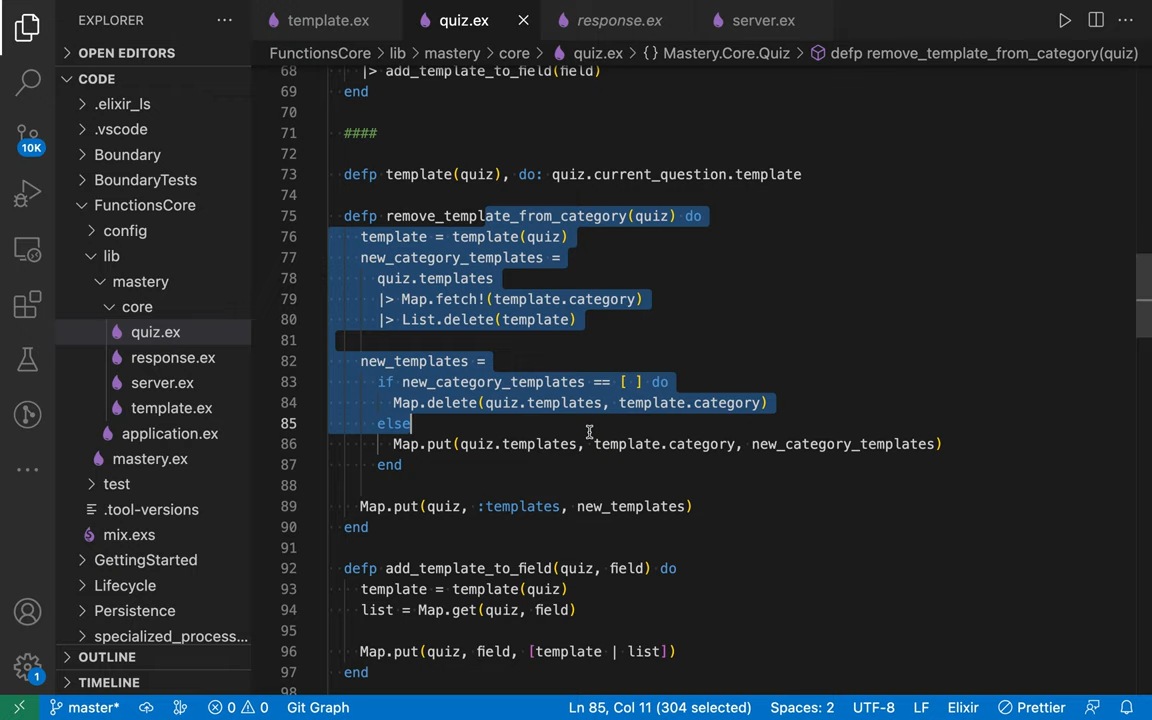 EXPLORER
template.ex
quiz.ex
response.ex
server.ex
OPEN EDITORS
FunctionsCore > lib > mastery > core > quiz.ex > {} Mastery.Core.Quiz > defp remove_template_from_category(quiz)
CODE
.elixir_ls
.vscode
10K
Boundary
BoundaryTests
FunctionsCore
config
lib
mastery
core
quiz.ex
response.ex
server.ex
template.ex
application.ex
mastery.ex
test
.tool-versions
mix.exs
GettingStarted
Lifecycle
Persistence
specialized_process...
OUTLINE
TIMELINE
1
68 |> add_template_to_field(field)
69 end
70
71 ####
72
73 defp template(quiz), do: quiz.current_question.template
74
75 defp remove_template_from_category(quiz) do
76 template = template(quiz)
77 new_category_templates =
78 quiz.templates
79 |> Map.fetch!(template.category)
80 |> List.delete(template)
81
82 new_templates =
83 if new_category_templates == [ ] do
84 Map.delete(quiz.templates, template.category)
85 else
86 Map.put(quiz.templates, template.category, new_category_templates)
87 end
88
89 Map.put(quiz, :templates, new_templates)
90 end
91
92 defp add_template_to_field(quiz, field) do
93 template = template(quiz)
94 list = Map.get(quiz, field)
95
96 Map.put(quiz, field, [template | list])
97 end
98
master* 0 0 Git Graph Ln 85, Col 11 (304 selected) Spaces: 2 UTF-8 LF Elixir Prettier